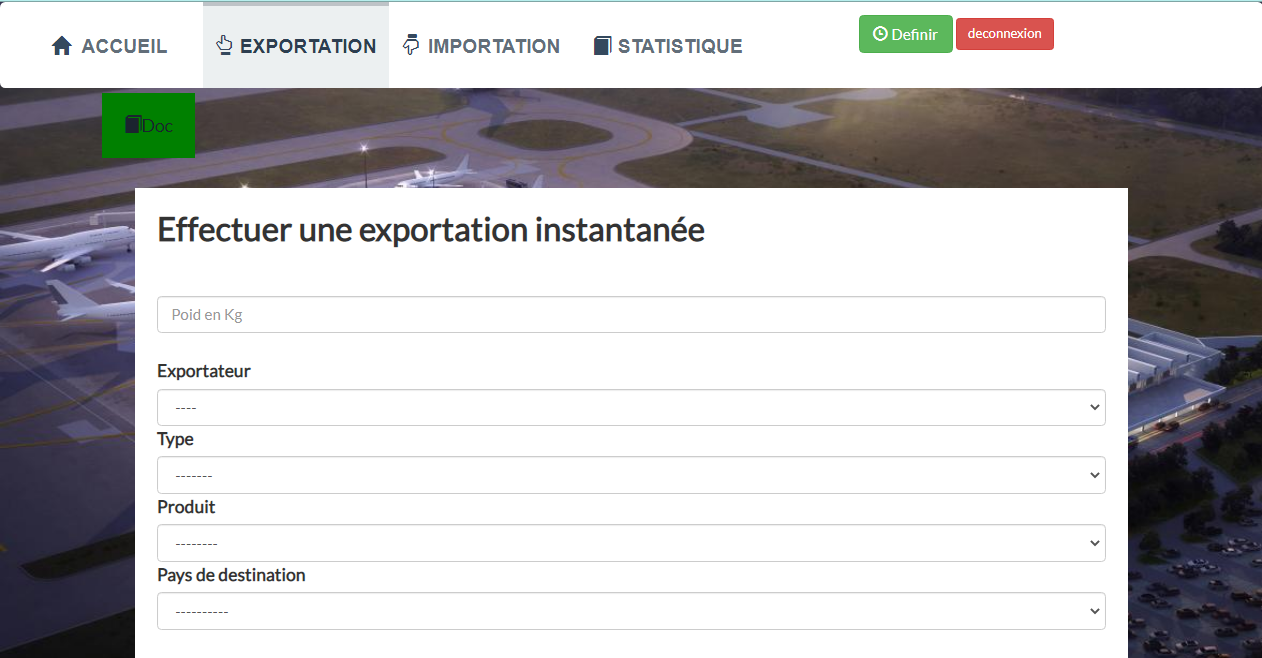 ACCUEIL EXPORTATION IMPORTATION STATISTIQUE Definir deconnexion
Doc
Effectuer une exportation instantanée
Poid en Kg
Exportateur
----
Type
-------
Produit
--------
Pays de destination
----------